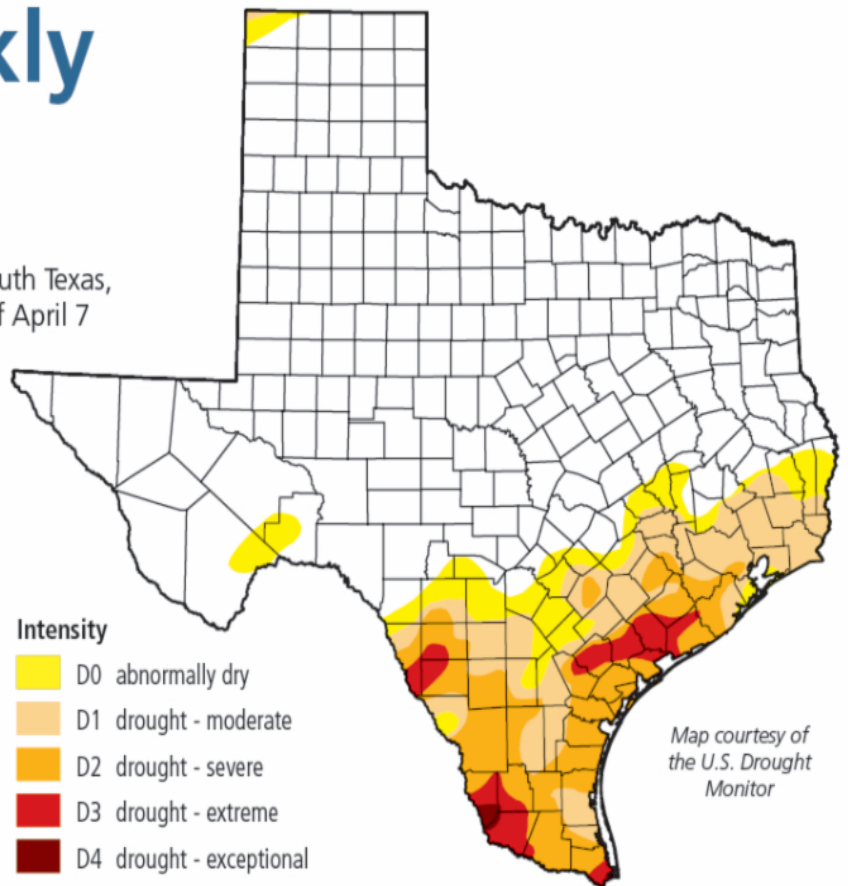 kly
uth Texas,
f April 7
Intensity
D0 abnormally dry
D1 drought - moderate
D2 drought - severe
D3 drought - extreme
D4 drought - exceptional
Map courtesy of
the U.S. Drought
Monitor